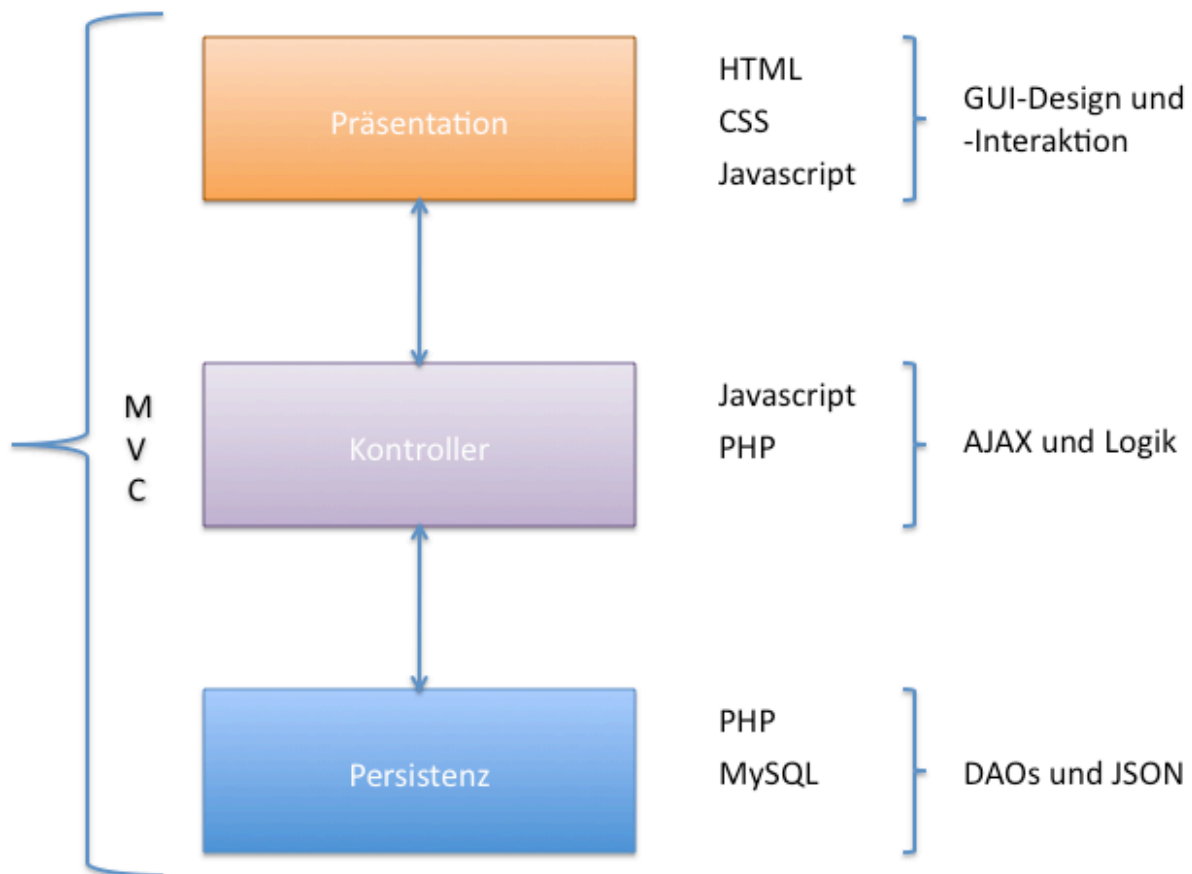 Präsentation
HTML
CSS
Javascript
GUI-Design und
-Interaktion
M
V
C
Kontroller
Javascript
PHP
AJAX und Logik
Persistenz
PHP
MySQL
DAOs und JSON